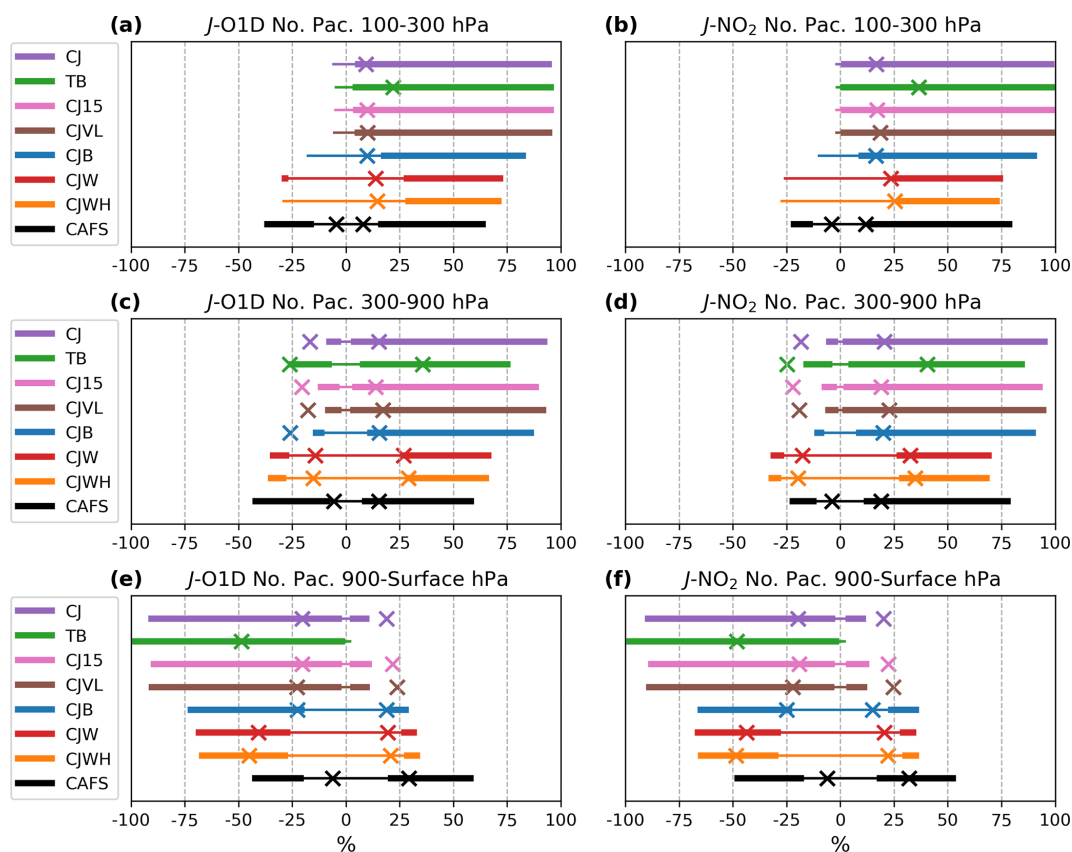 (a) J-O1D No. Pac. 100-300 hPa
(b) J-NO₂ No. Pac. 100-300 hPa
CJ
TB
CJ15
CJVL
CJB
CJW
CJWH
CAFS
-100 -75 -50 -25 0 25 50 75 100
-100 -75 -50 -25 0 25 50 75 100
(c) J-O1D No. Pac. 300-900 hPa
(d) J-NO₂ No. Pac. 300-900 hPa
CJ
TB
CJ15
CJVL
CJB
CJW
CJWH
CAFS
-100 -75 -50 -25 0 25 50 75 100
-100 -75 -50 -25 0 25 50 75 100
(e) J-O1D No. Pac. 900-Surface hPa
(f) J-NO₂ No. Pac. 900-Surface hPa
CJ
TB
CJ15
CJVL
CJB
CJW
CJWH
CAFS
-100 -75 -50 -25 0 25 50 75 100
%
-100 -75 -50 -25 0 25 50 75 100
%